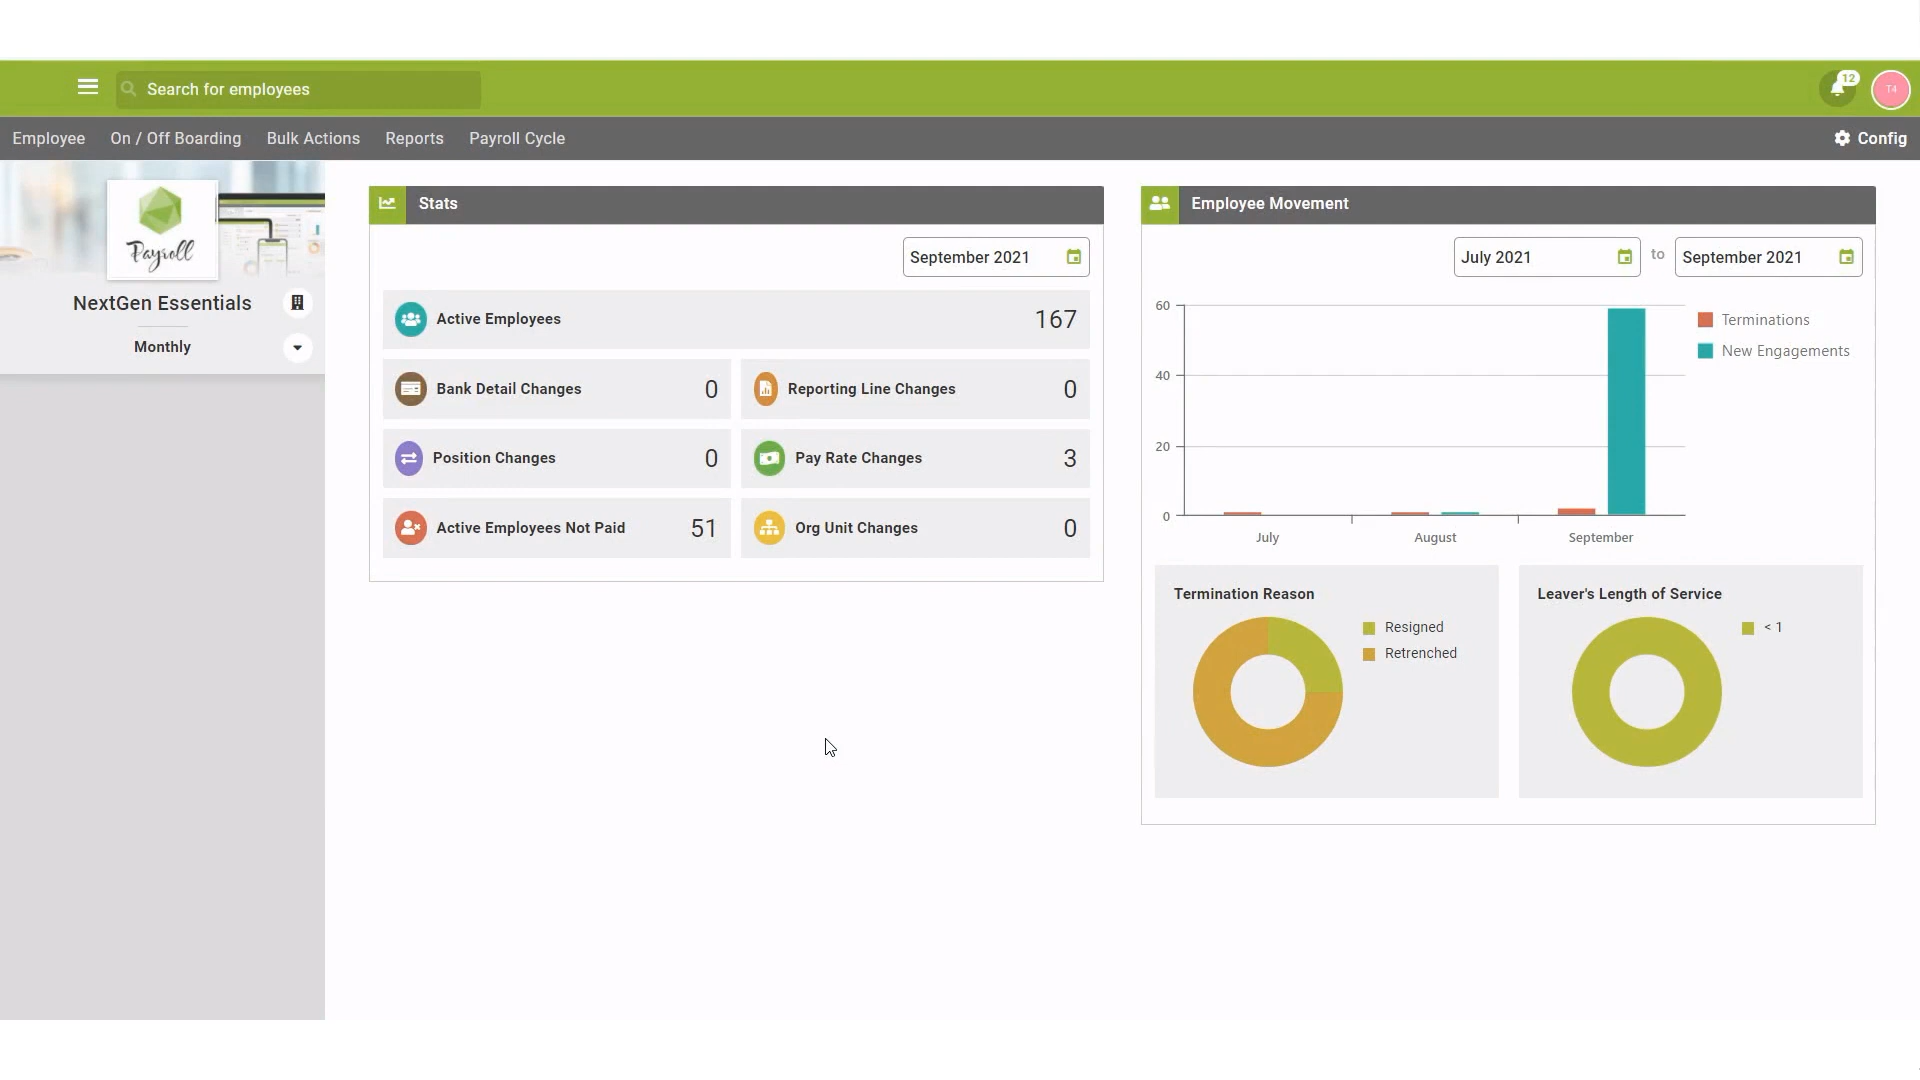 Search for employees
12
T4
Employee
On / Off Boarding
Bulk Actions
Reports
Payroll Cycle
Config
Payroll
NextGen Essentials
Monthly
Stats
September 2021
Active Employees 167
Bank Detail Changes 0
Reporting Line Changes 0
Position Changes 0
Pay Rate Changes 3
Active Employees Not Paid 51
Org Unit Changes 0
Employee Movement
July 2021 to September 2021
60
40
20
0
July
August
September
Terminations
New Engagements
Termination Reason
Resigned
Retrenched
Leaver's Length of Service
< 1